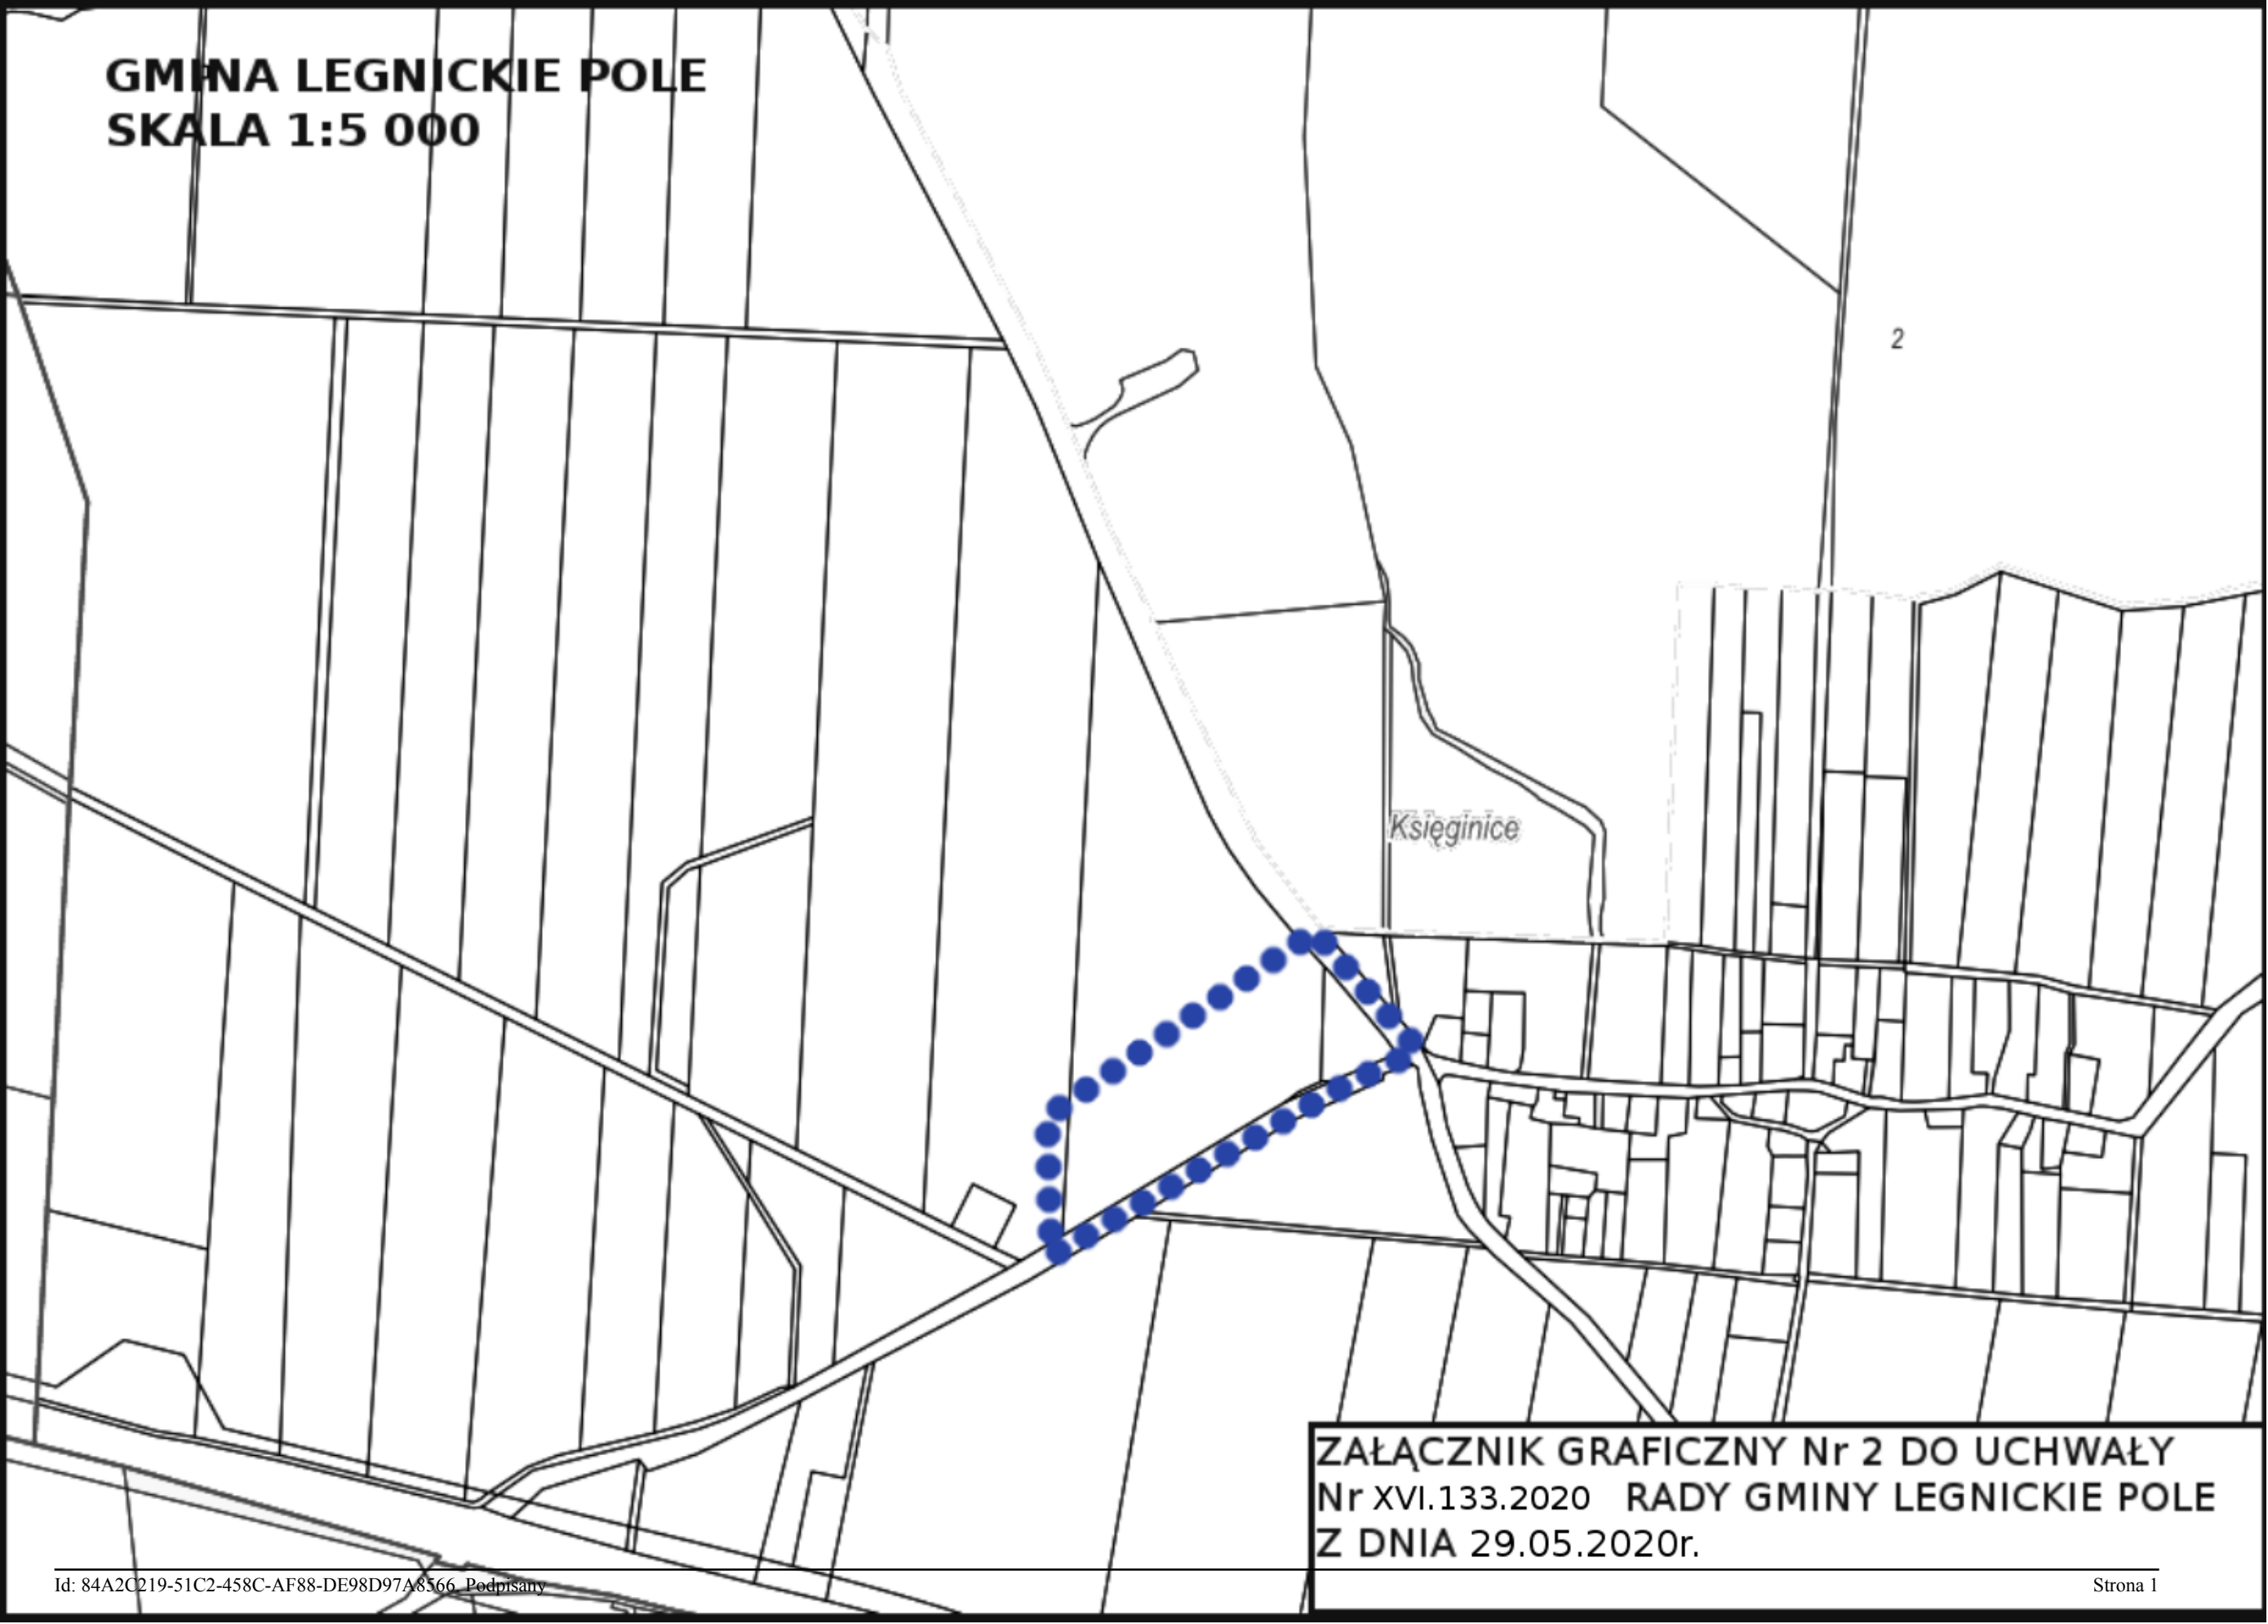 GMINA LEGNICKIE POLE
SKALA 1:5 000
2
Księginice
ZAŁĄCZNIK GRAFICZNY Nr 2 DO UCHWAŁY
Nr XVI.133.2020 RADY GMINY LEGNICKIE POLE
Z DNIA 29.05.2020r.
Id: 84A2C219-51C2-458C-AF88-DE98D97A8566. Podpisany
Strona 1